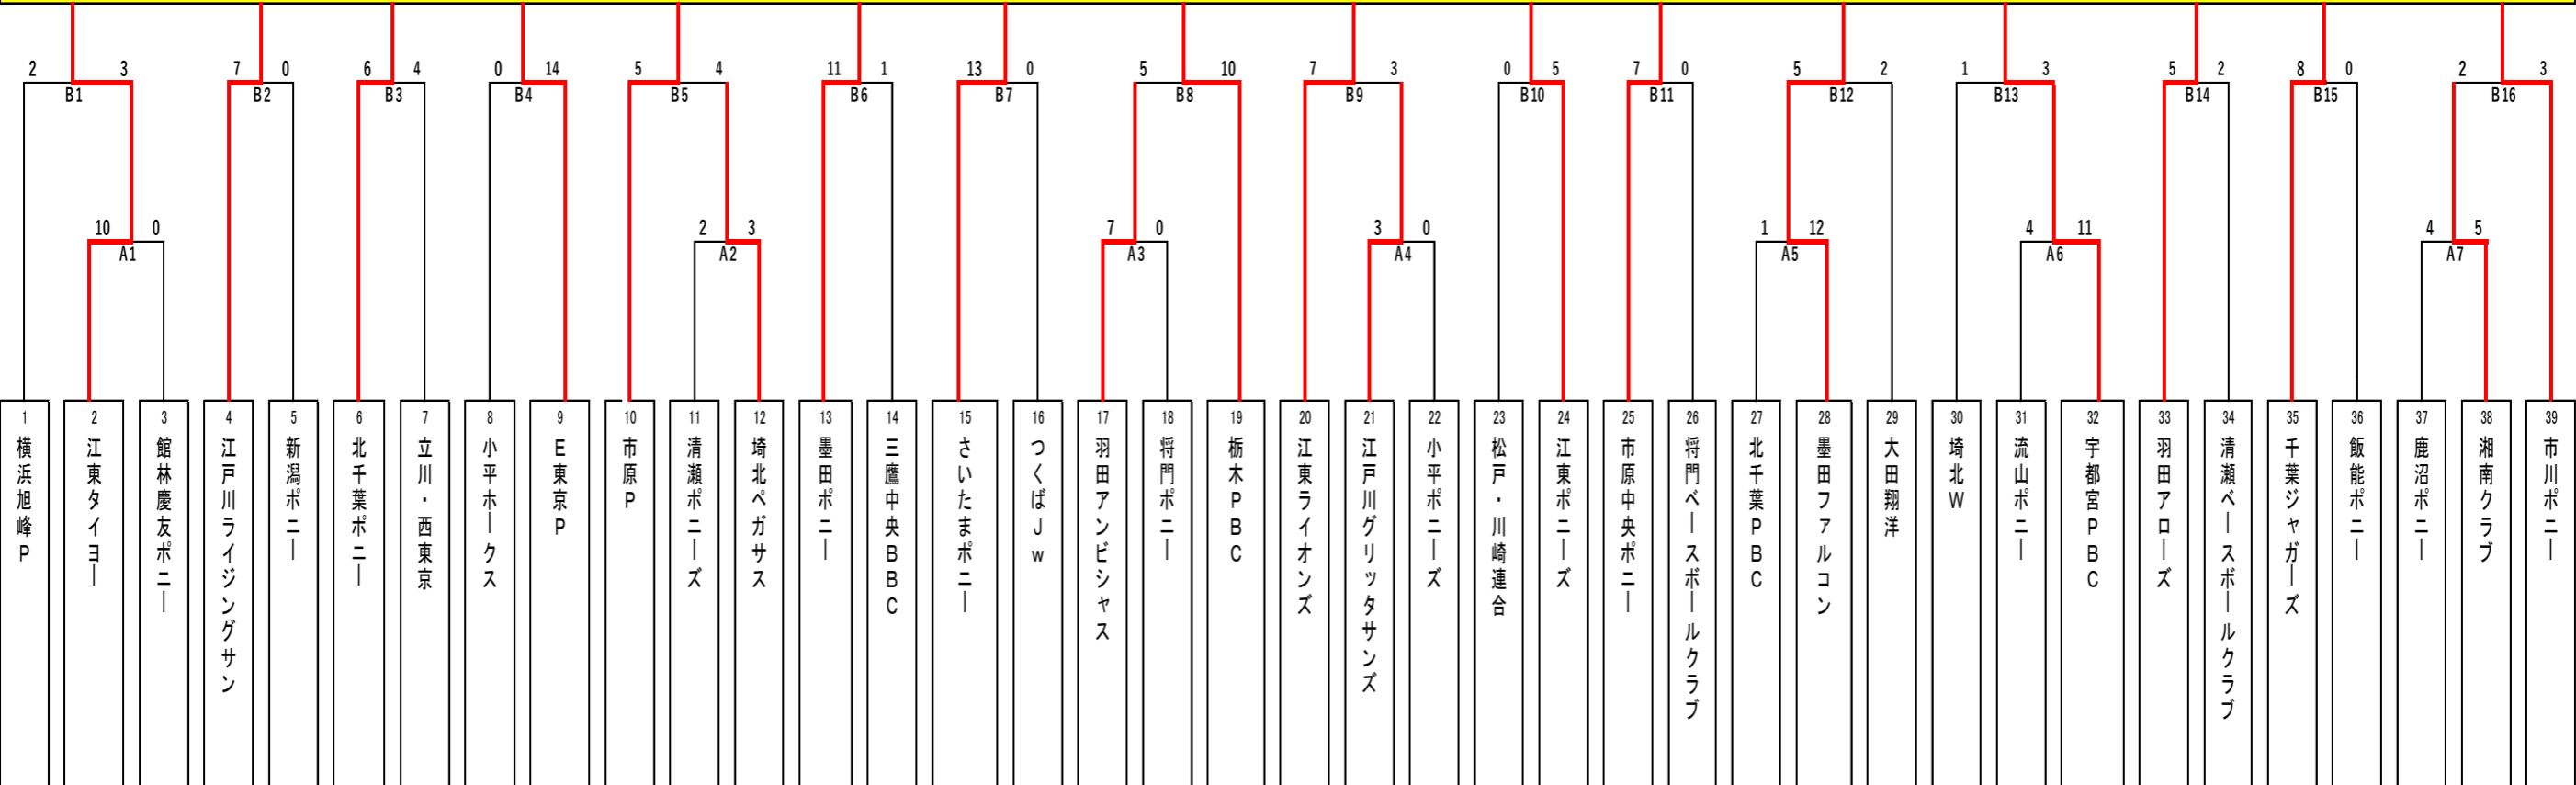 2 3 7 0 6 4 0 14 5 4 11 1 13 0 5 10 7 3 0 5 7 0 5 2 1 3 5 2 8 0 2 3
B1 B2 B3 B4 B5 B6 B7 B8 B9 B10 B11 B12 B13 B14 B15 B16
10 0 2 3 7 0 3 0 1 12 4 11 4 5
A1 A2 A3 A4 A5 A6 A7
1 横浜旭峰P
2 江東タイヨー
3 館林慶友ポニー
4 江戸川ライジングサン
5 新潟ポニー
6 北千葉ポニー
7 立川・西東京
8 小平ホークス
9 E東京P
10 市原P
11 清瀬ポニーズ
12 埼北ペガサス
13 墨田ポニー
14 三鷹中央BBC
15 さいたまポニー
16 つくばJw
17 羽田アンビシャス
18 将門ポニー
19 栃木PBC
20 江東ライオンズ
21 江戸川グリッタサンズ
22 小平ポニーズ
23 松戸・川崎連合
24 江東ポニーズ
25 市原中央ポニー
26 将門ベースボールクラブ
27 北千葉PBC
28 墨田ファルコン
29 大田翔洋
30 埼北W
31 流山ポニー
32 宇都宮PBC
33 羽田アローズ
34 清瀬ベースボールクラブ
35 千葉ジャガーズ
36 飯能ポニー
37 鹿沼ポニー
38 湘南クラブ
39 市川ポニー